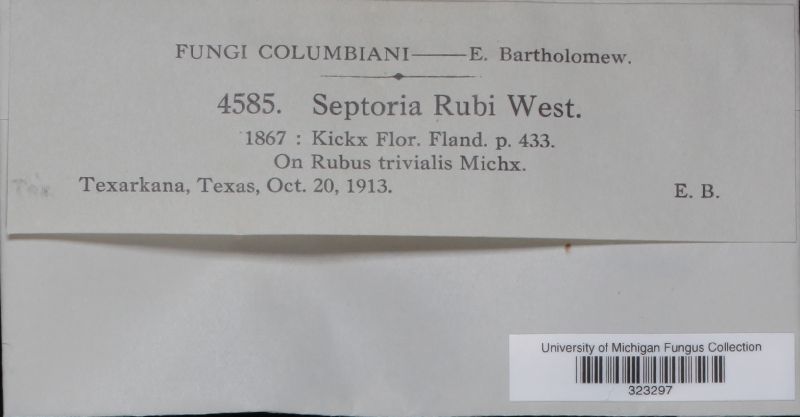 FUNGI COLUMBIANI—E. Bartholomew.
4585. Septoria Rubi West.
1867 : Kickx Flor. Fland. p. 433.
On Rubus trivialis Michx.
Texarkana, Texas, Oct. 20, 1913.
E. B.
University of Michigan Fungus Collection
323297